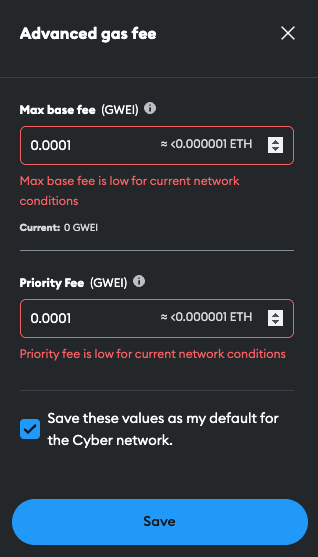 Advanced gas fee
Max base fee (GWEI)
0.0001 ≈ <0.000001 ETH
Max base fee is low for current network
conditions
Current: 0 GWEI
Priority Fee (GWEI)
0.0001 ≈ <0.000001 ETH
Priority fee is low for current network conditions
Save these values as my default for
the Cyber network.
Save